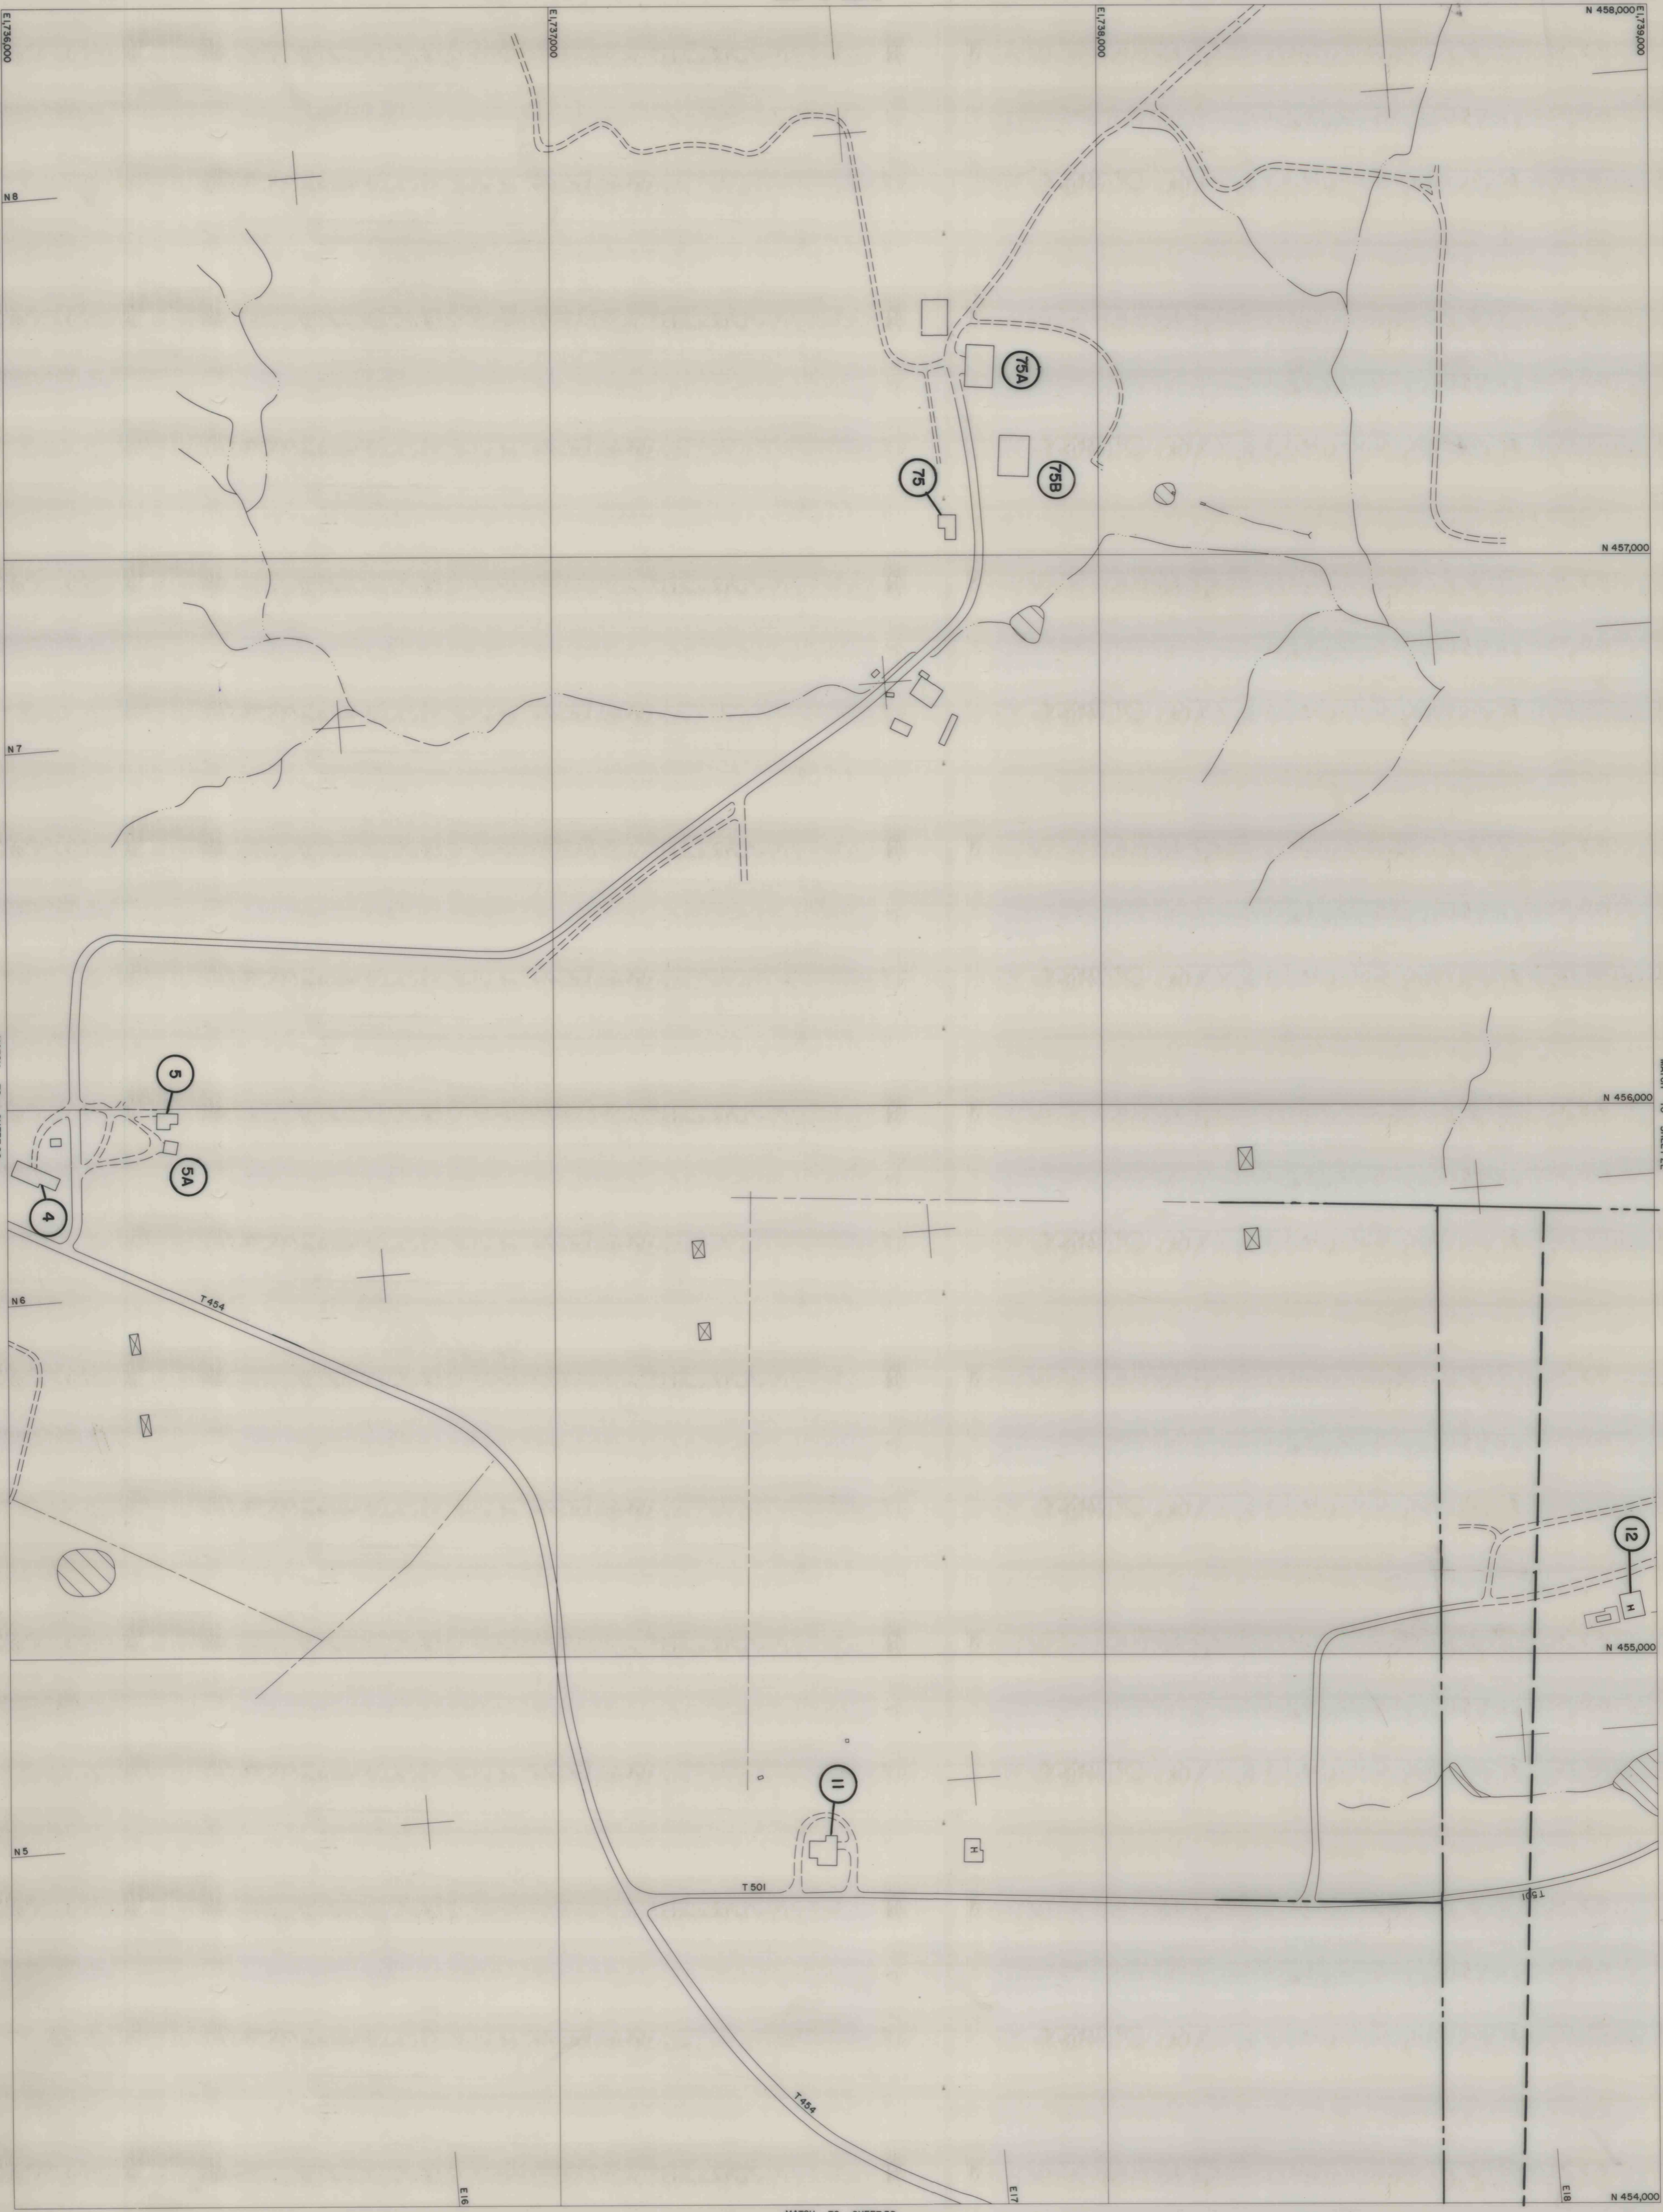 E1,736,000
E1,737,000
E1,738,000
N 458,000
E1,739,000
N8
75A
75B
75
N 457,000
N7
5
5A
4
N 456,000
N6
T454
12
H
N 455,000
11
H
N5
T501
T501
T454
E16
E17
E18
N 454,000